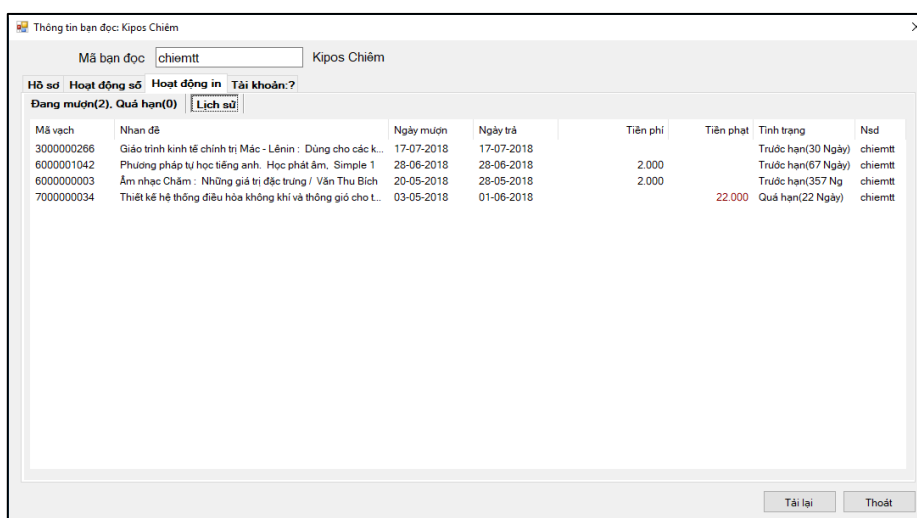 Thông tin bạn đọc: Kipos Chiêm
Mã bạn đọc chiemtt Kipos Chiêm
Hồ sơ Hoạt động số Hoạt động in Tài khoản:?
Đang mượn(2), Quá hạn(0) Lịch sử
Mã vạch Nhan đề Ngày mượn Ngày trả Tiền phí Tiền phạt Tình trạng Nsd
3000000266 Giáo trình kinh tế chính trị Mác - Lênin : Dùng cho các k... 17-07-2018 17-07-2018 Trước hạn(30 Ngày) chiemtt
6000001042 Phương pháp tự học tiếng anh. Học phát âm, Simple 1 28-06-2018 28-06-2018 2.000 Trước hạn(67 Ngày) chiemtt
6000000003 Âm nhạc Chăm : Những giá trị đặc trưng / Văn Thu Bích 20-05-2018 28-05-2018 2.000 Trước hạn(357 Ng chiemtt
7000000034 Thiết kế hệ thống điều hòa không khí và thông gió cho t... 03-05-2018 01-06-2018 22.000 Quá hạn(22 Ngày) chiemtt
Tải lại Thoát